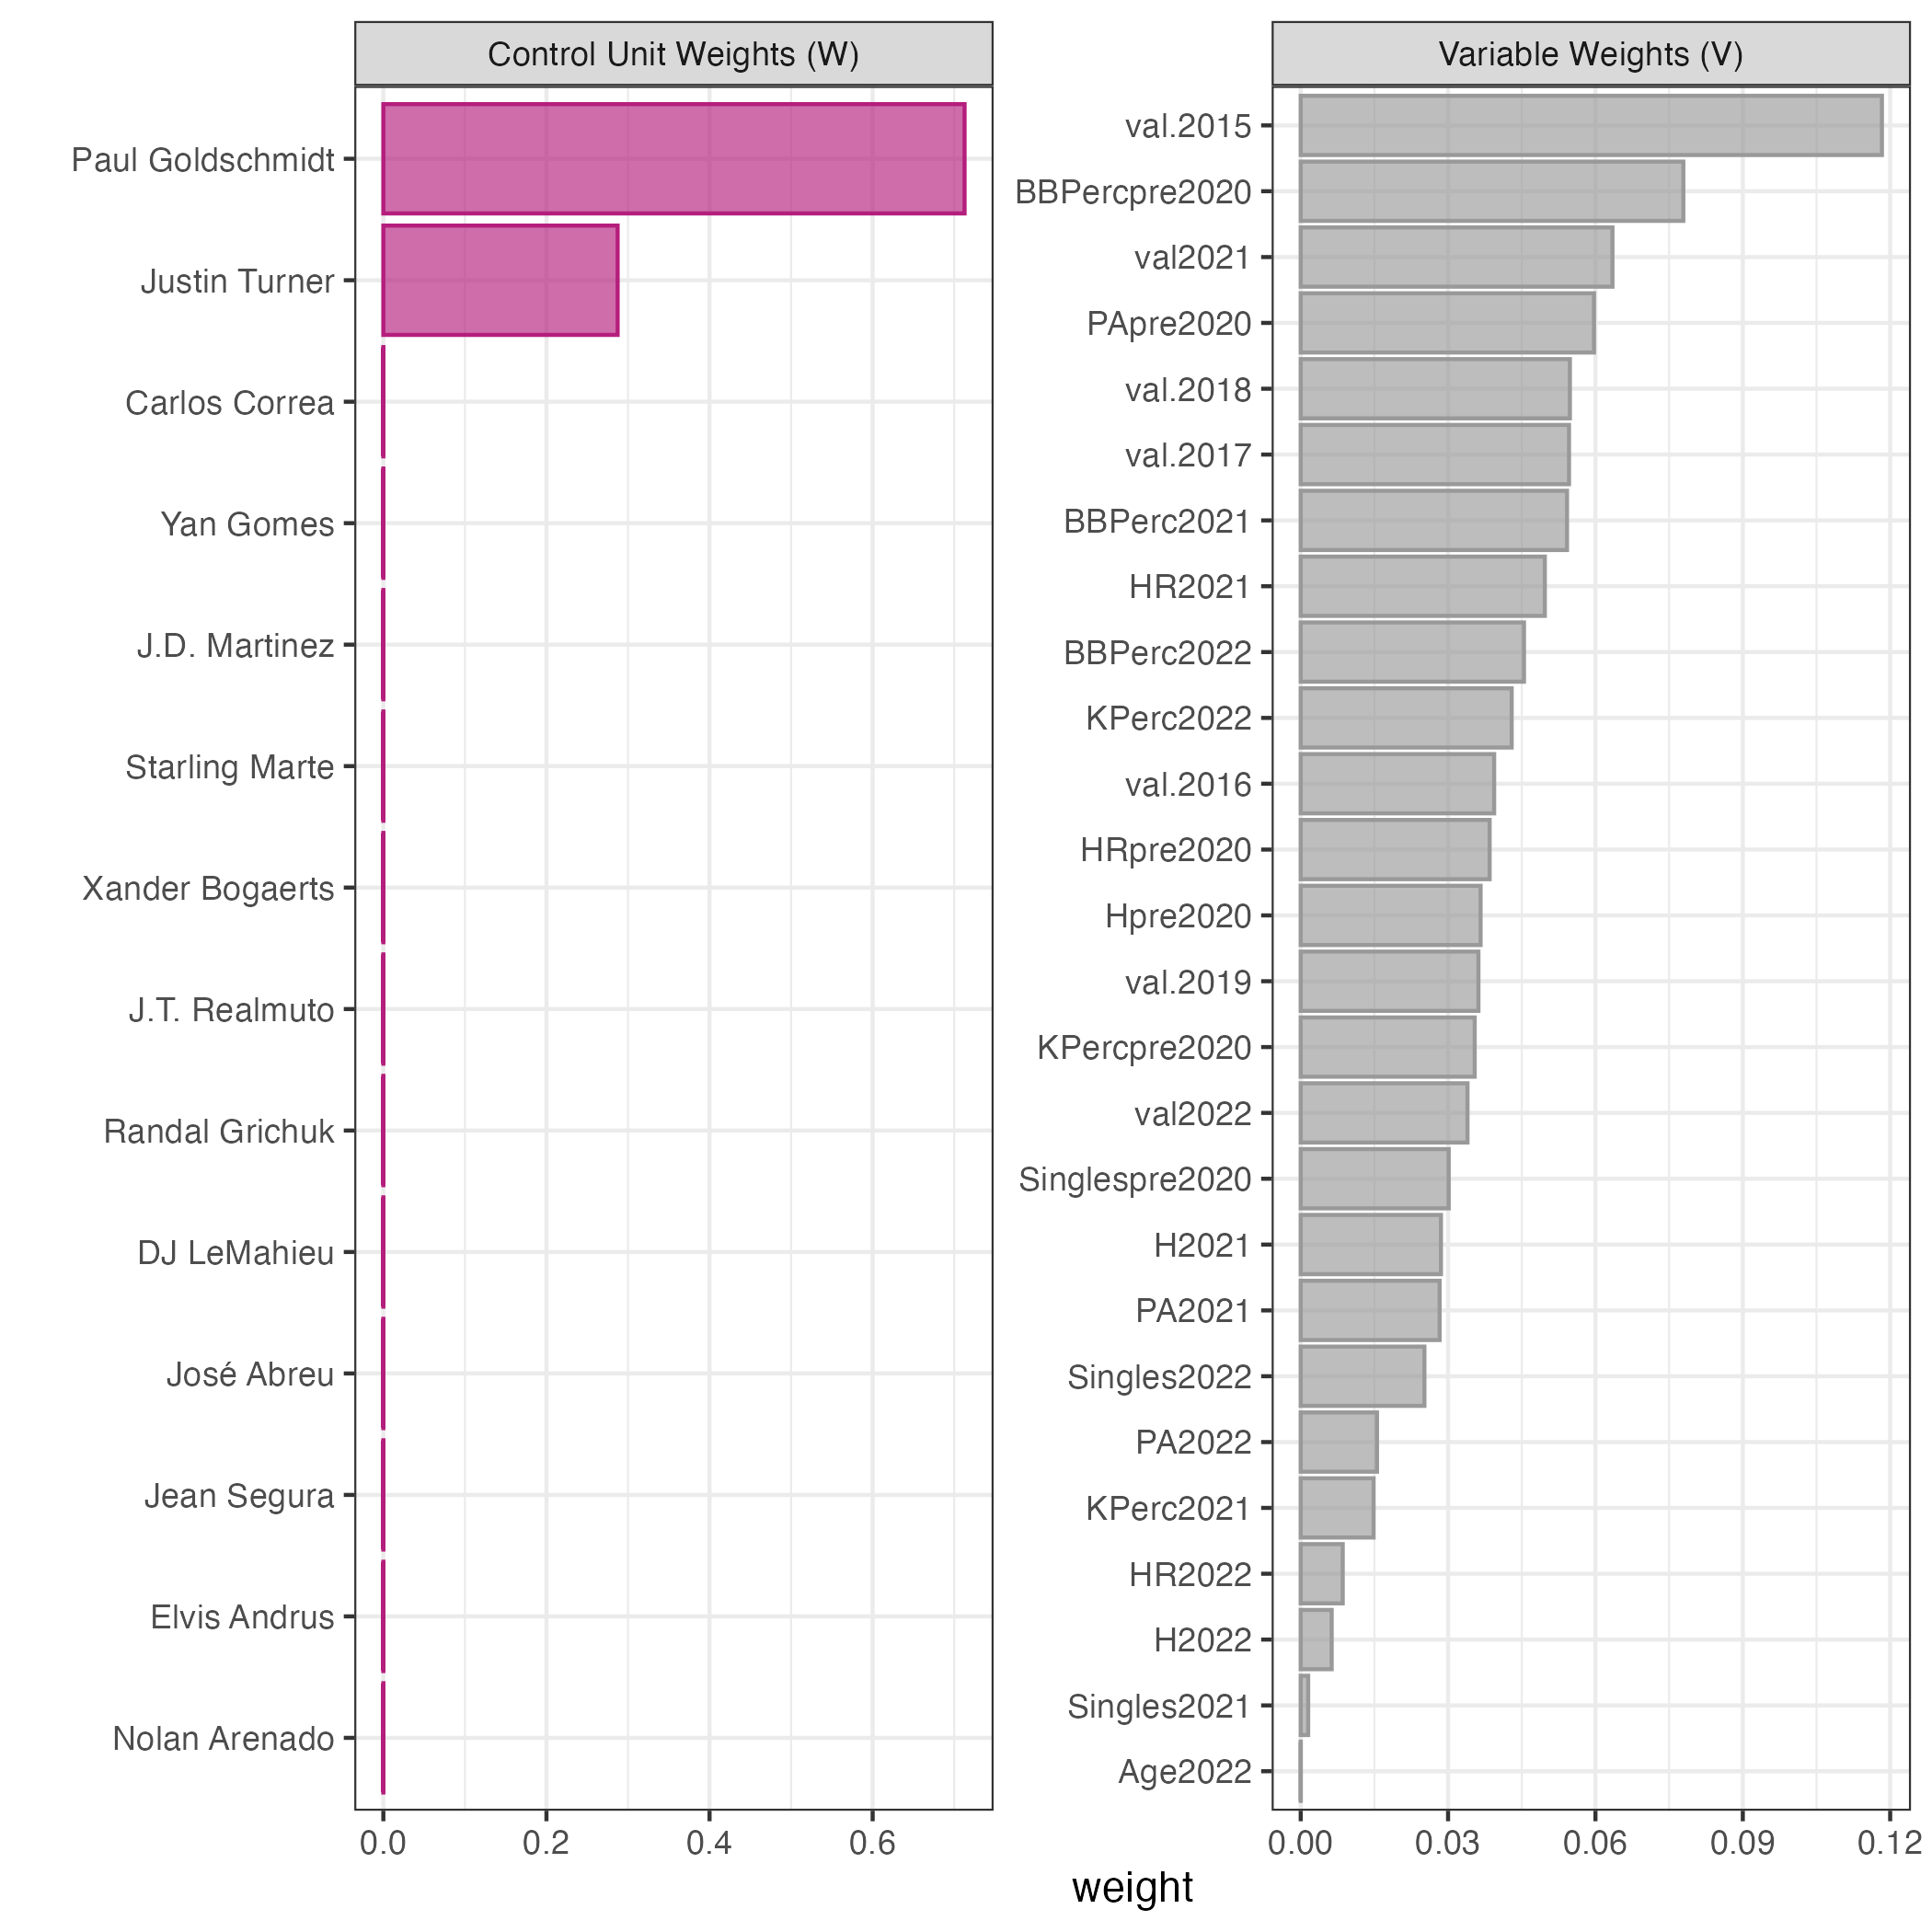 Control Unit Weights (W)
Paul Goldschmidt
Justin Turner
Carlos Correa
Yan Gomes
J.D. Martinez
Starling Marte
Xander Bogaerts
J.T. Realmuto
Randal Grichuk
DJ LeMahieu
José Abreu
Jean Segura
Elvis Andrus
Nolan Arenado
0.0 0.2 0.4 0.6
Variable Weights (V)
val.2015
BBPercpre2020
val2021
PApre2020
val.2018
val.2017
BBPerc2021
HR2021
BBPerc2022
KPerc2022
val.2016
HRpre2020
Hpre2020
val.2019
KPercpre2020
val2022
Singlespre2020
H2021
PA2021
Singles2022
PA2022
KPerc2021
HR2022
H2022
Singles2021
Age2022
0.00 0.03 0.06 0.09 0.12
weight